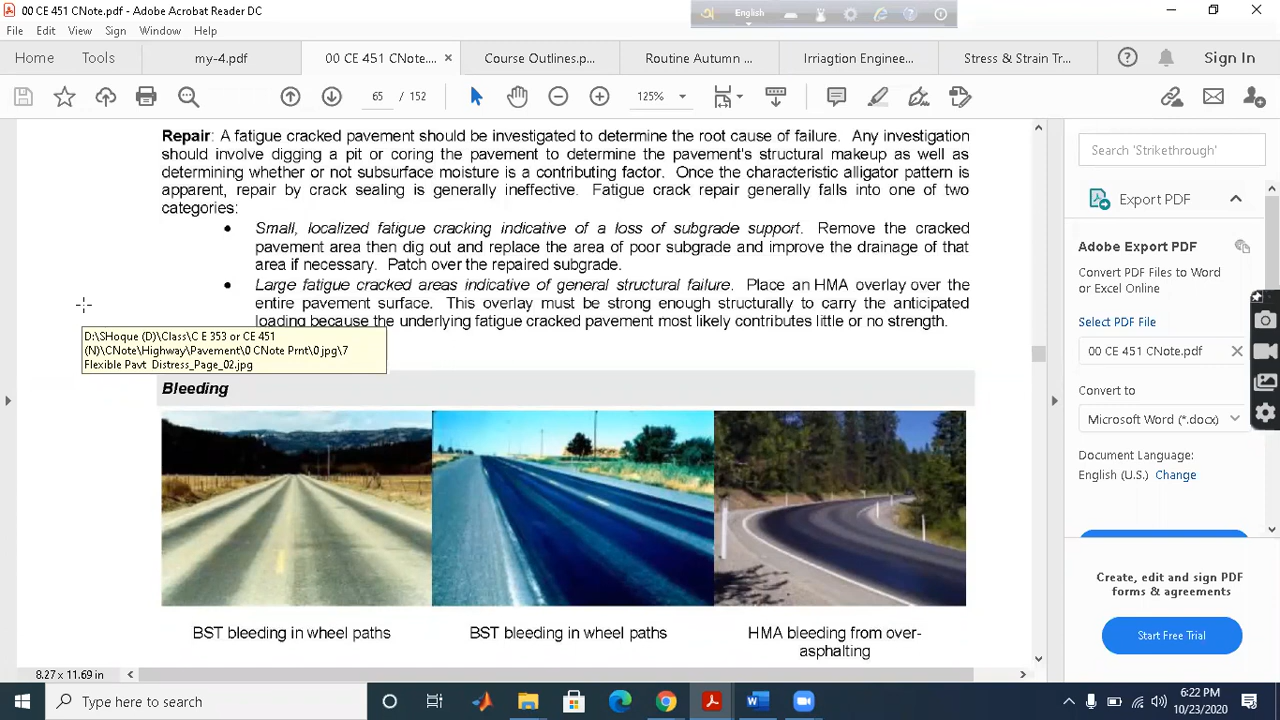 00 CE 451 CNote.pdf - Adobe Acrobat Reader DC
English
File Edit View Sign Window Help
Home Tools my-4.pdf 00 CE 451 CNote.... × Course Outlines.p... Routine Autumn ... Irriagtion Enginee... Stress & Strain Tr... Sign In
65 / 152 125%
Repair: A fatigue cracked pavement should be investigated to determine the root cause of failure. Any investigation
should involve digging a pit or coring the pavement to determine the pavement's structural makeup as well as
determining whether or not subsurface moisture is a contributing factor. Once the characteristic alligator pattern is
apparent, repair by crack sealing is generally ineffective. Fatigue crack repair generally falls into one of two
categories:
• Small, localized fatigue cracking indicative of a loss of subgrade support. Remove the cracked
pavement area then dig out and replace the area of poor subgrade and improve the drainage of that
area if necessary. Patch over the repaired subgrade.
• Large fatigue cracked areas indicative of general structural failure. Place an HMA overlay over the
entire pavement surface. This overlay must be strong enough structurally to carry the anticipated
loading because the underlying fatigue cracked pavement most likely contributes little or no strength.
D:\SHoque (D)\Class\C E 353 or CE 451
(N)\CNote\Highway\Pavement\0 CNote Prnt\0 jpg\7
Flexible Pavt Distress_Page_02.jpg
Bleeding
BST bleeding in wheel paths
BST bleeding in wheel paths
HMA bleeding from over-
asphalting
8.27 x 11.69 in
Search 'Strikethrough'
Export PDF
Adobe Export PDF
Convert PDF Files to Word
or Excel Online
Select PDF File
00 CE 451 CNote.pdf
Convert to
Microsoft Word (*.docx)
Document Language:
English (U.S.) Change
Create, edit and sign PDF
forms & agreements
Start Free Trial
Type here to search
6:22 PM
10/23/2020